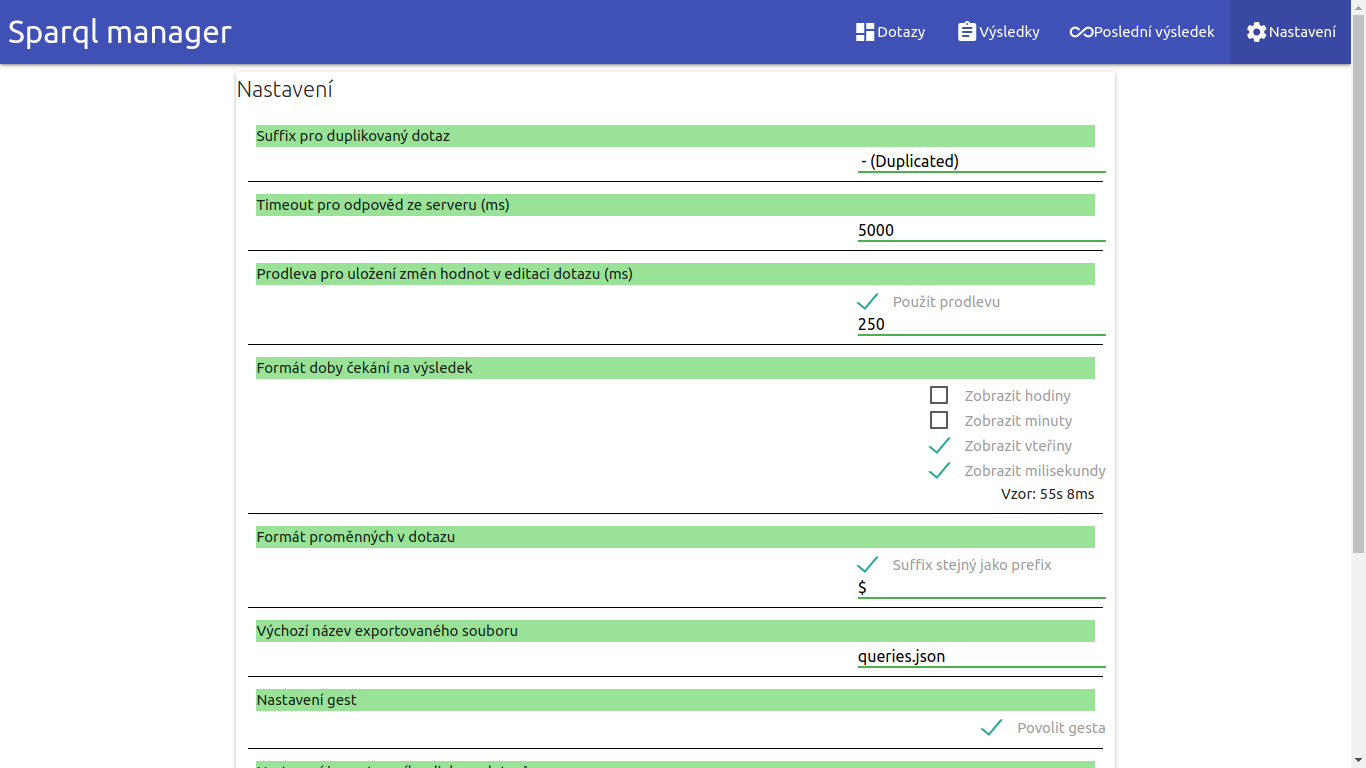 Sparql manager
Dotazy
Výsledky
Poslední výsledek
Nastavení
Nastavení
Suffix pro duplikovaný dotaz
- (Duplicated)
Timeout pro odpověd ze serveru (ms)
5000
Prodleva pro uložení změn hodnot v editaci dotazu (ms)
Použít prodlevu
250
Formát doby čekání na výsledek
Zobrazit hodiny
Zobrazit minuty
Zobrazit vteřiny
Zobrazit milisekundy
Vzor: 55s 8ms
Formát proměnných v dotazu
Suffix stejný jako prefix
$
Výchozí název exportovaného souboru
queries.json
Nastavení gest
Povolit gesta